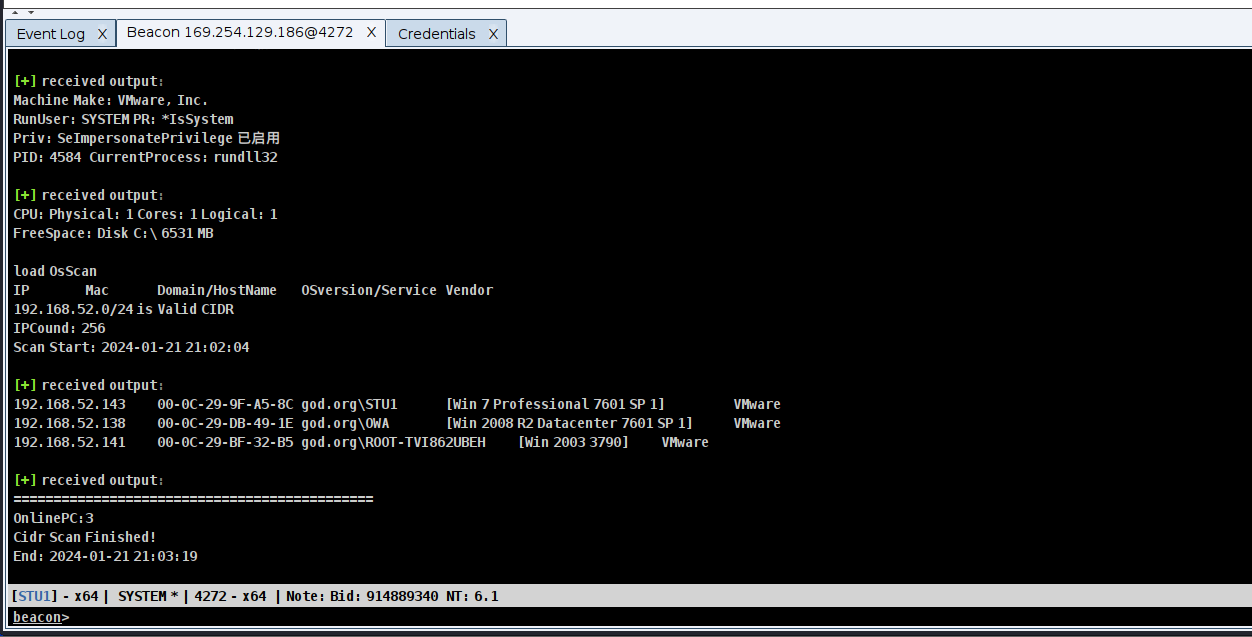 Event Log X Beacon 169.254.129.186@4272 X Credentials X
[+] received output:
Machine Make: VMware, Inc.
RunUser: SYSTEM PR: *IsSystem
Priv: SeImpersonatePrivilege 已启用
PID: 4584 CurrentProcess: rundll32
[+] received output:
CPU: Physical: 1 Cores: 1 Logical: 1
FreeSpace: Disk C:\ 6531 MB
load OsScan
IP Mac Domain/HostName OSversion/Service Vendor
192.168.52.0/24 is Valid CIDR
IPCound: 256
Scan Start: 2024-01-21 21:02:04
[+] received output:
192.168.52.143 00-0C-29-9F-A5-8C god.org\STU1 [Win 7 Professional 7601 SP 1] VMware
192.168.52.138 00-0C-29-DB-49-1E god.org\OWA [Win 2008 R2 Datacenter 7601 SP 1] VMware
192.168.52.141 00-0C-29-BF-32-B5 god.org\ROOT-TVI862UBEH [Win 2003 3790] VMware
[+] received output:
=============================================
OnlinePC:3
Cidr Scan Finished!
End: 2024-01-21 21:03:19
[STU1] - x64 | SYSTEM * | 4272 - x64 | Note: Bid: 914889340 NT: 6.1
beacon>